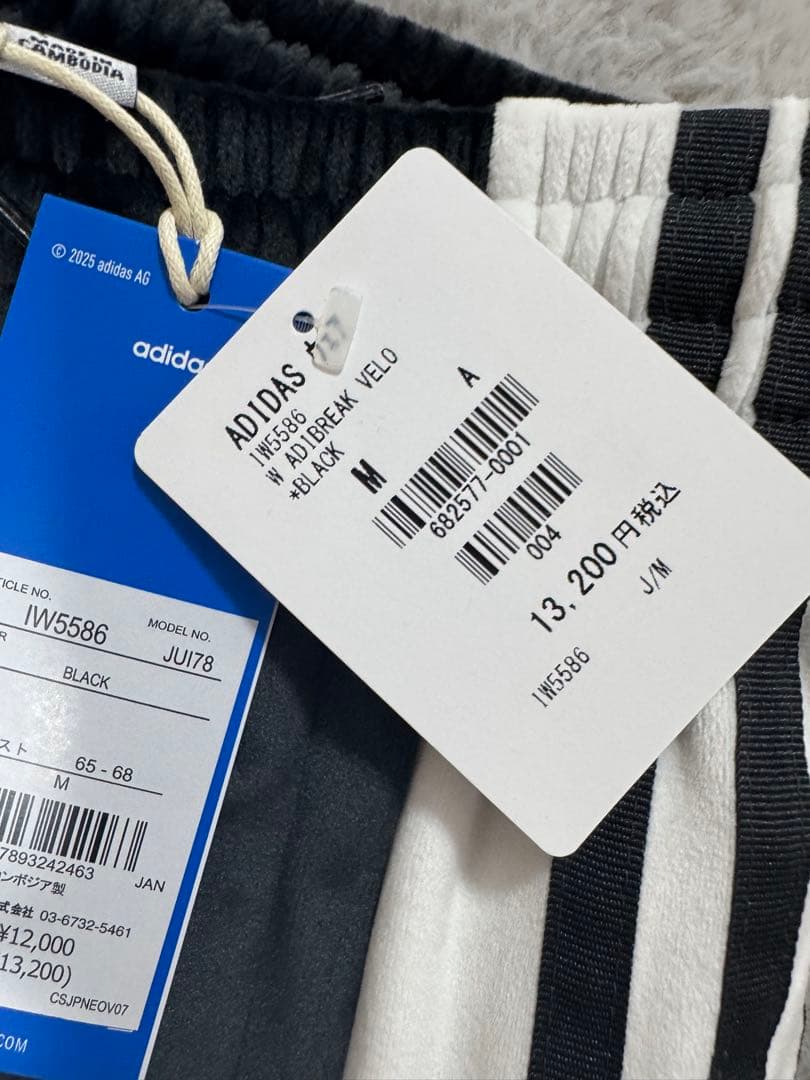 MADE IN
CAMBODIA
© 2025 adidas AG
adidas
ADIDAS
IW5586
W ADIBREAK VELO
*BLACK
M
A
682577-0001
004
13,200円税込
J/M
IW5586
TICLE NO.
IW5586
MODEL NO.
JUI78
R
BLACK
スト
65 - 68
M
7893242463
JAN
ンボジア製
式会社 03-6732-5461
¥12,000
13,200)
CSJPNEOV07
COM